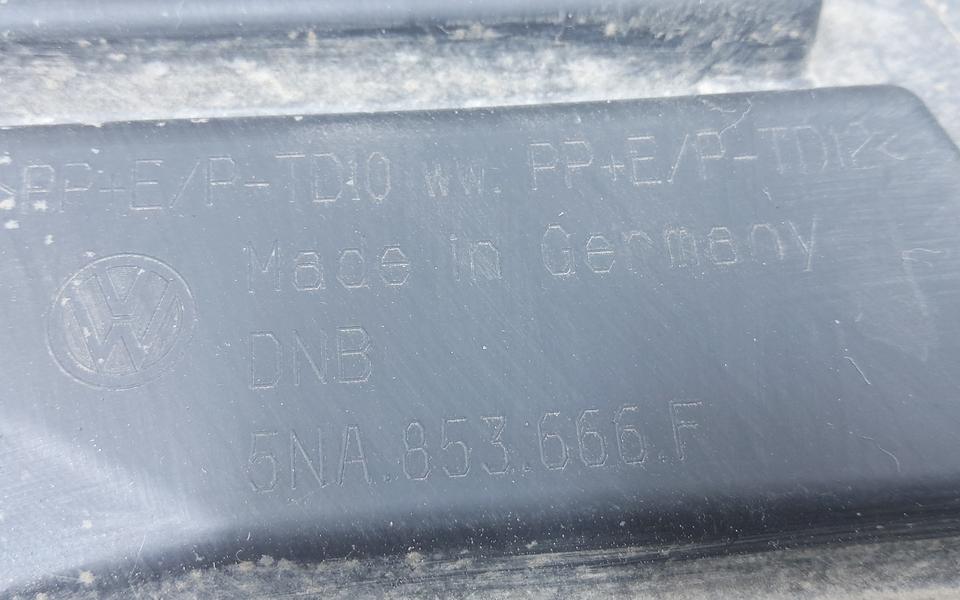 >PP+E/P-TD10 ww. PP+E/P-TD12<
Made in Germany
DNB
5NA.853.666.F